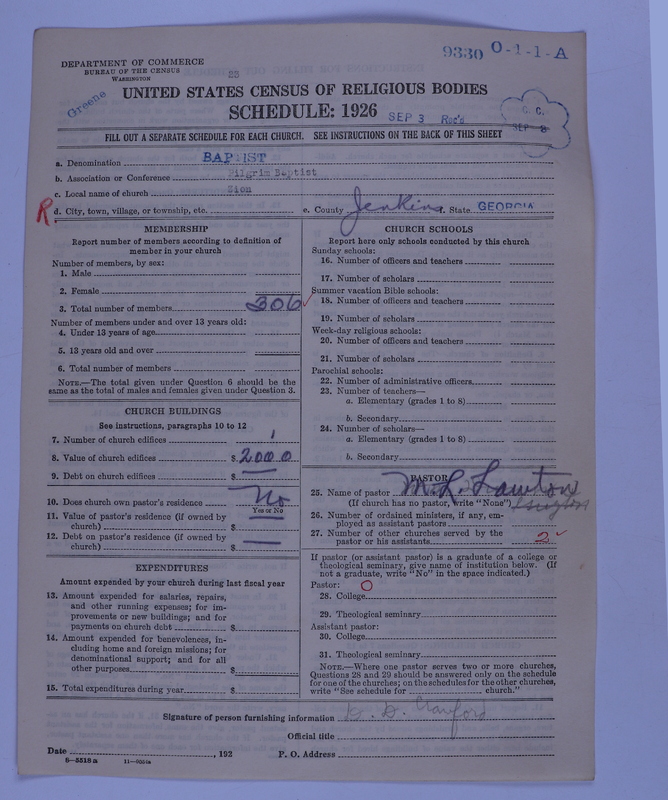 9330 O-1-1-A
DEPARTMENT OF COMMERCE
BUREAU OF THE CENSUS
WASHINGTON
23
Greene
UNITED STATES CENSUS OF RELIGIOUS BODIES
SCHEDULE: 1926
SEP 3 Rec'd
C. C.
SEP 8
FILL OUT A SEPARATE SCHEDULE FOR EACH CHURCH. SEE INSTRUCTIONS ON THE BACK OF THIS SHEET
a. Denomination BAPTIST
b. Association or Conference Pilgrim Baptist
c. Local name of church Zion
R d. City, town, village, or township, etc. e. County Jenkins f. State GEORGIA
MEMBERSHIP
Report number of members according to definition of
member in your church
Number of members, by sex:
1. Male
2. Female
3. Total number of members 306
Number of members under and over 13 years old:
4. Under 13 years of age
5. 13 years old and over
6. Total number of members
NOTE.—The total given under Question 6 should be the
same as the total of males and females given under Question 3.
CHURCH BUILDINGS
See instructions, paragraphs 10 to 12
7. Number of church edifices 1
8. Value of church edifices $2000.0
9. Debt on church edifices $
10. Does church own pastor's residence No
Yes or No
11. Value of pastor's residence (if owned by
church) $
12. Debt on pastor's residence (if owned by
church) $
EXPENDITURES
Amount expended by your church during last fiscal year
13. Amount expended for salaries, repairs,
and other running expenses; for im-
provements or new buildings; and for
payments on church debt $
14. Amount expended for benevolences, in-
cluding home and foreign missions; for
denominational support; and for all
other purposes $
15. Total expenditures during year $
CHURCH SCHOOLS
Report here only schools conducted by this church
Sunday schools:
16. Number of officers and teachers
17. Number of scholars
Summer vacation Bible schools:
18. Number of officers and teachers
19. Number of scholars
Week-day religious schools:
20. Number of officers and teachers
21. Number of scholars
Parochial schools:
22. Number of administrative officers
23. Number of teachers—
a. Elementary (grades 1 to 8)
b. Secondary
24. Number of scholars—
a. Elementary (grades 1 to 8)
b. Secondary
PASTOR
25. Name of pastor M. L. Lawton
(If church has no pastor, write "None")
26. Number of ordained ministers, if any, em-
ployed as assistant pastors
27. Number of other churches served by the
pastor or his assistants 2
If pastor (or assistant pastor) is a graduate of a college or
theological seminary, give name of institution below. (If
not a graduate, write "No" in the space indicated.)
Pastor: O
28. College
29. Theological seminary
Assistant pastor:
30. College
31. Theological seminary
NOTE.—Where one pastor serves two or more churches,
Questions 28 and 29 should be answered only on the schedule
for one of the churches; on the schedules for the other churches,
write "See schedule for church."
Signature of person furnishing information D. D. Crawford
Official title
Date , 192 P. O. Address
8-5518a 11-9554a